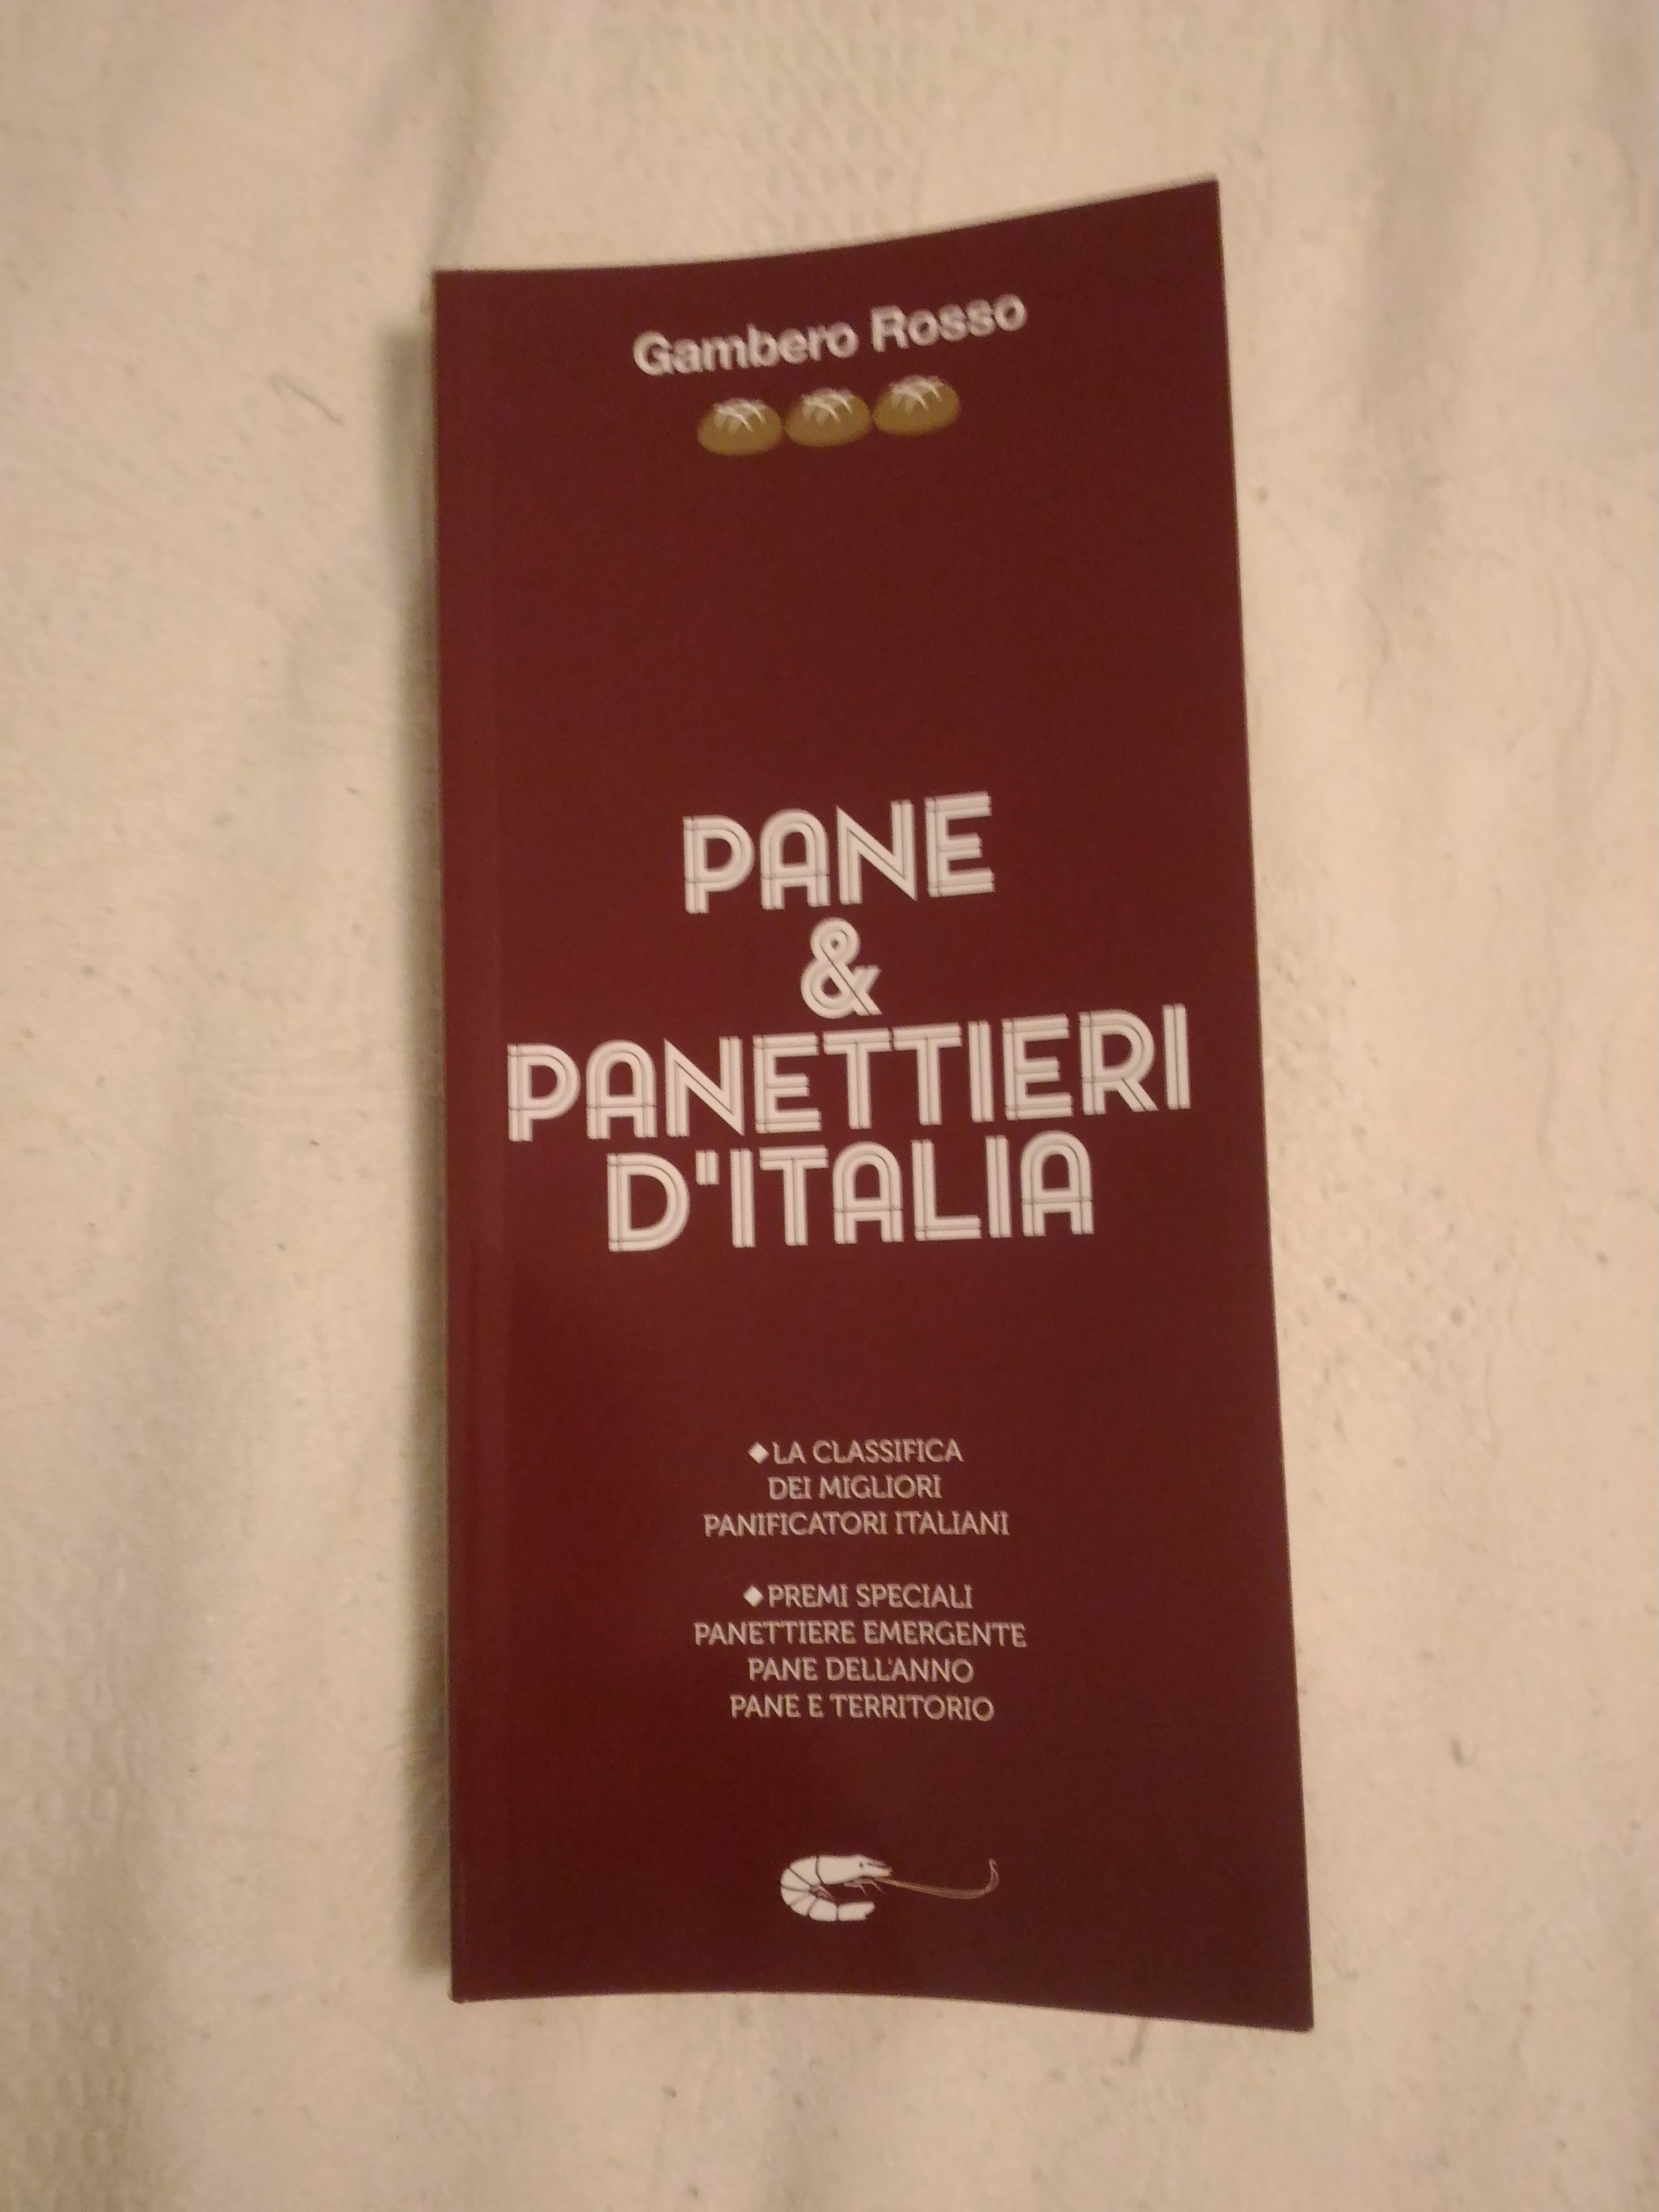 Gambero Rosso
PANE
&
PANETTIERI
D'ITALIA
◆LA CLASSIFICA
DEI MIGLIORI
PANIFICATORI ITALIANI
◆PREMI SPECIALI
PANETTIERE EMERGENTE
PANE DELL'ANNO
PANE E TERRITORIO